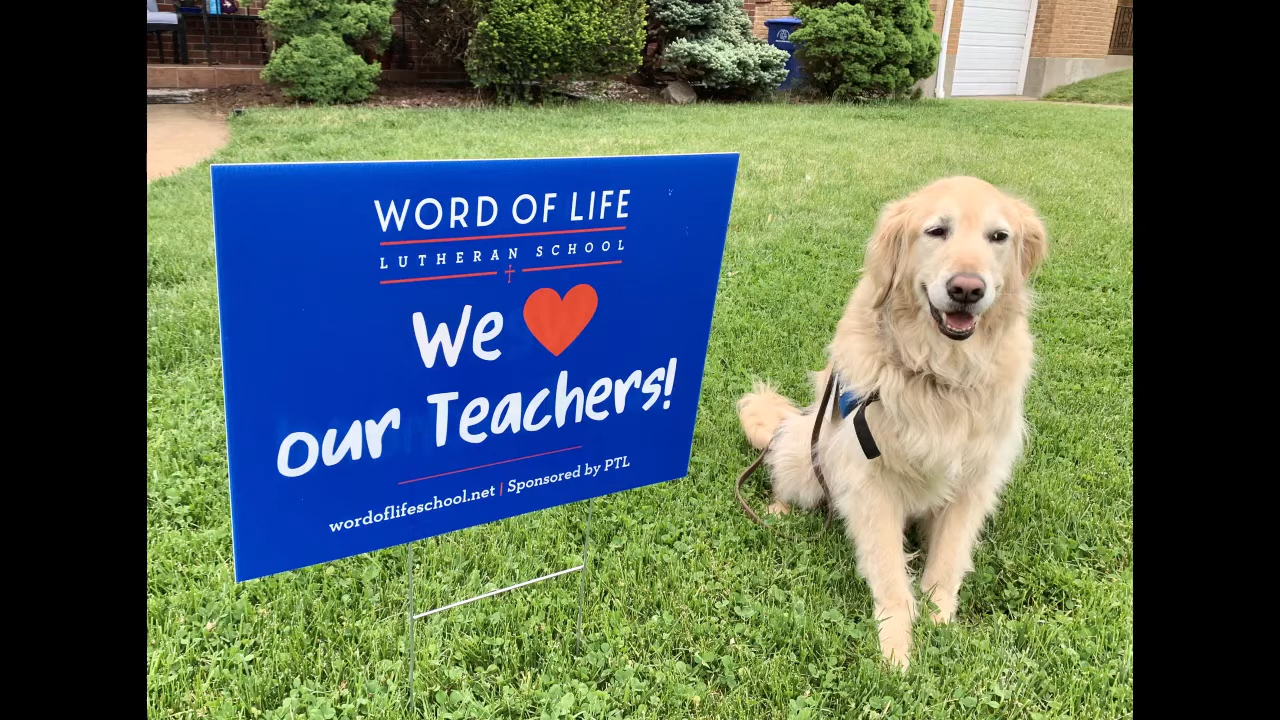 WORD OF LIFE
LUTHERAN SCHOOL
We ❤
our Teachers!
wordoflifeschool.net | Sponsored by PTL